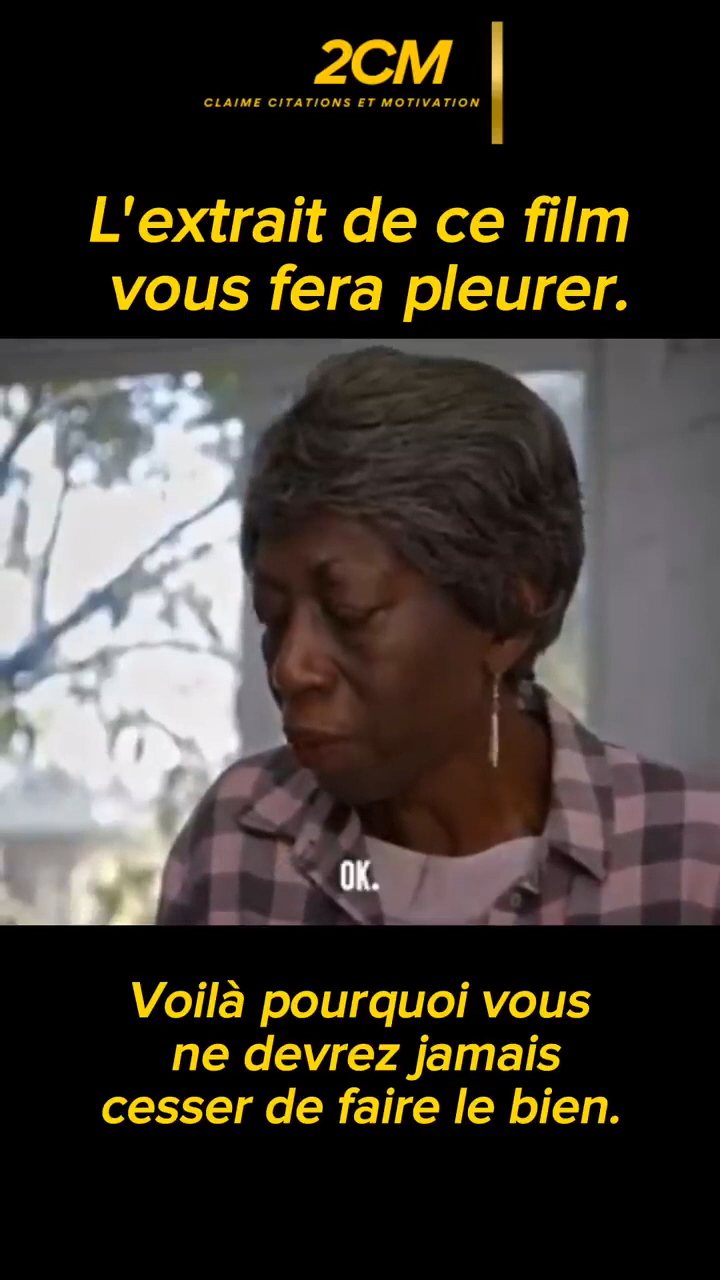 2CM
CLAIME CITATIONS ET MOTIVATION
L'extrait de ce film
vous fera pleurer.
OK.
Voilà pourquoi vous
ne devrez jamais
cesser de faire le bien.